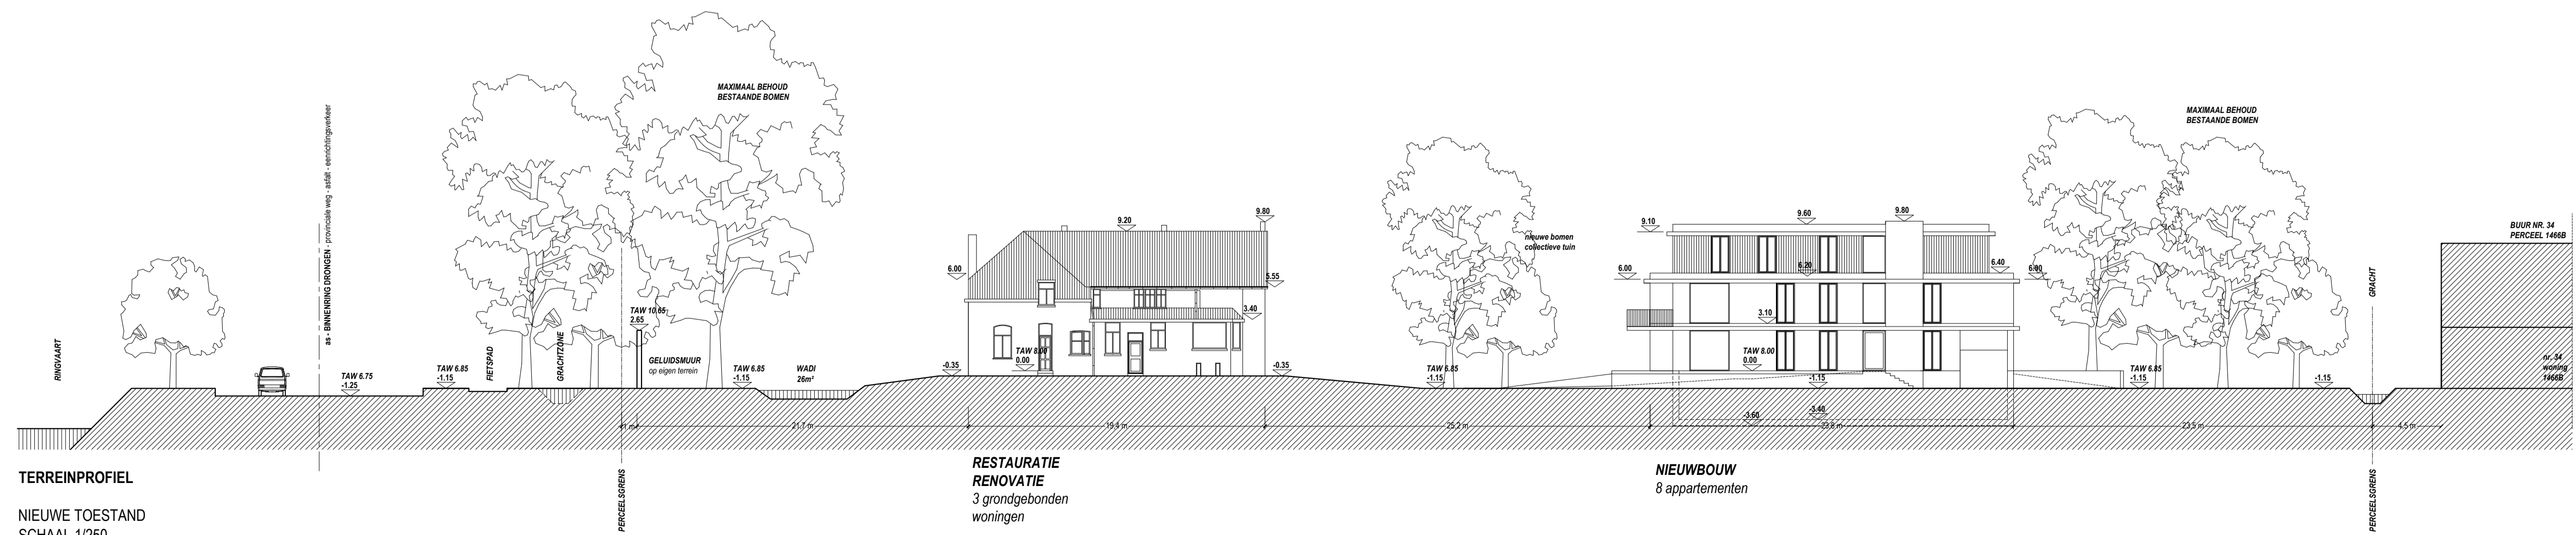 RINGVAART
as - BINNENRING DRONGEN - provinciale weg - asfalt - eenrichtingsverkeer
TAW 6.75
-1.25
TAW 6.85
-1.15
FIETSPAD
GRACHTZONE
MAXIMAAL BEHOUD
BESTAANDE BOMEN
TAW 10.65
2.65
GELUIDSMUUR
op eigen terrein
TAW 6.85
-1.15
WADI
26m²
1 m
21,7 m
PERCEELSGRENS
6.00
9.20
9.80
5.55
3.40
TAW 8.00
0.00
-0.35
-0.35
19,4 m
TAW 6.85
-1.15
25,2 m
nieuwe bomen
collectieve tuin
9.10
9.60
9.80
6.00
6.20
6.40
6.00
3.10
TAW 8.00
0.00
-1.15
-3.60
-3.40
23,8 m
MAXIMAAL BEHOUD
BESTAANDE BOMEN
TAW 6.85
-1.15
-1.15
23,5 m
GRACHT
4,5 m
PERCEELSGRENS
BUUR NR. 34
PERCEEL 1466B
nr. 34
woning
1466B
TERREINPROFIEL
NIEUWE TOESTAND
SCHAAL 1/250
RESTAURATIE
RENOVATIE
3 grondgebonden
woningen
NIEUWBOUW
8 appartementen